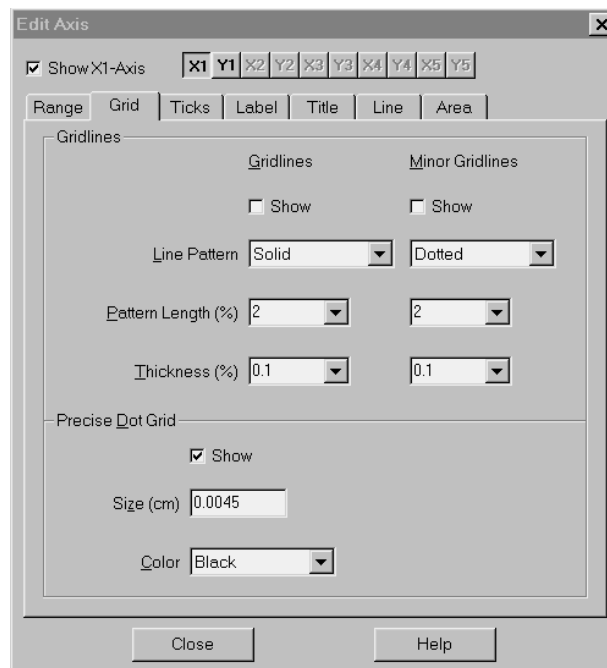 Edit Axis
Show X1-Axis X1 Y1 X2 Y2 X3 Y3 X4 Y4 X5 Y5
Range Grid Ticks Label Title Line Area
Gridlines
Gridlines Minor Gridlines
Show Show
Line Pattern Solid Dotted
Pattern Length (%) 2 2
Thickness (%) 0.1 0.1
Precise Dot Grid
Show
Size (cm) 0.0045
Color Black
Close Help